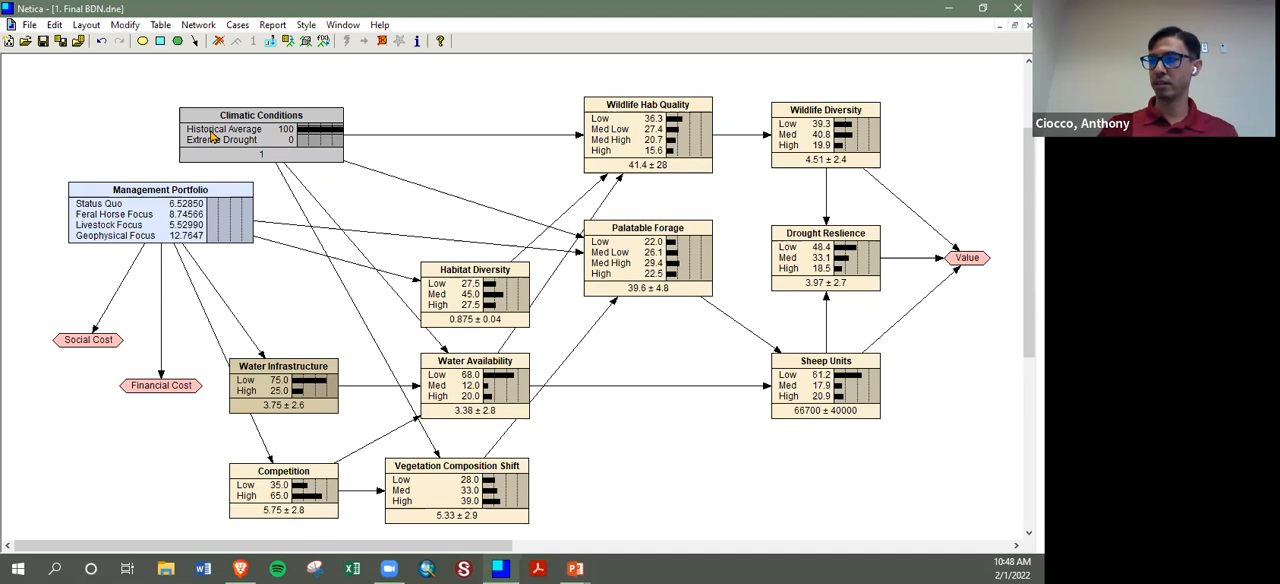 Netica - [1. Final BDN.dne]
File Edit Layout Modify Table Network Cases Report Style Window Help
Climatic Conditions
Historical Average 100
Extreme Drought 0
1
Management Portfolio
Status Quo 6.52850
Feral Horse Focus 8.74566
Livestock Focus 5.52990
Geophysical Focus 12.7647
Social Cost
Financial Cost
Water Infrastructure
Low 75.0
High 25.0
3.75 ± 2.6
Competition
Low 35.0
High 65.0
5.75 ± 2.8
Habitat Diversity
Low 27.5
Med 45.0
High 27.5
0.875 ± 0.04
Water Availability
Low 68.0
Med 12.0
High 20.0
3.38 ± 2.8
Vegetation Composition Shift
Low 28.0
Med 33.0
High 39.0
5.33 ± 2.9
Wildlife Hab Quality
Low 36.3
Med Low 27.4
Med High 20.7
High 15.6
41.4 ± 28
Palatable Forage
Low 22.0
Med Low 26.1
Med High 29.4
High 22.5
39.6 ± 4.8
Wildlife Diversity
Low 39.3
Med 40.8
High 19.9
4.51 ± 2.4
Drought Reslience
Low 48.4
Med 33.1
High 18.5
3.97 ± 2.7
Sheep Units
Low 61.2
Med 17.9
High 20.9
66700 ± 40000
Value
Ciocco, Anthony
10:48 AM
2/1/2022